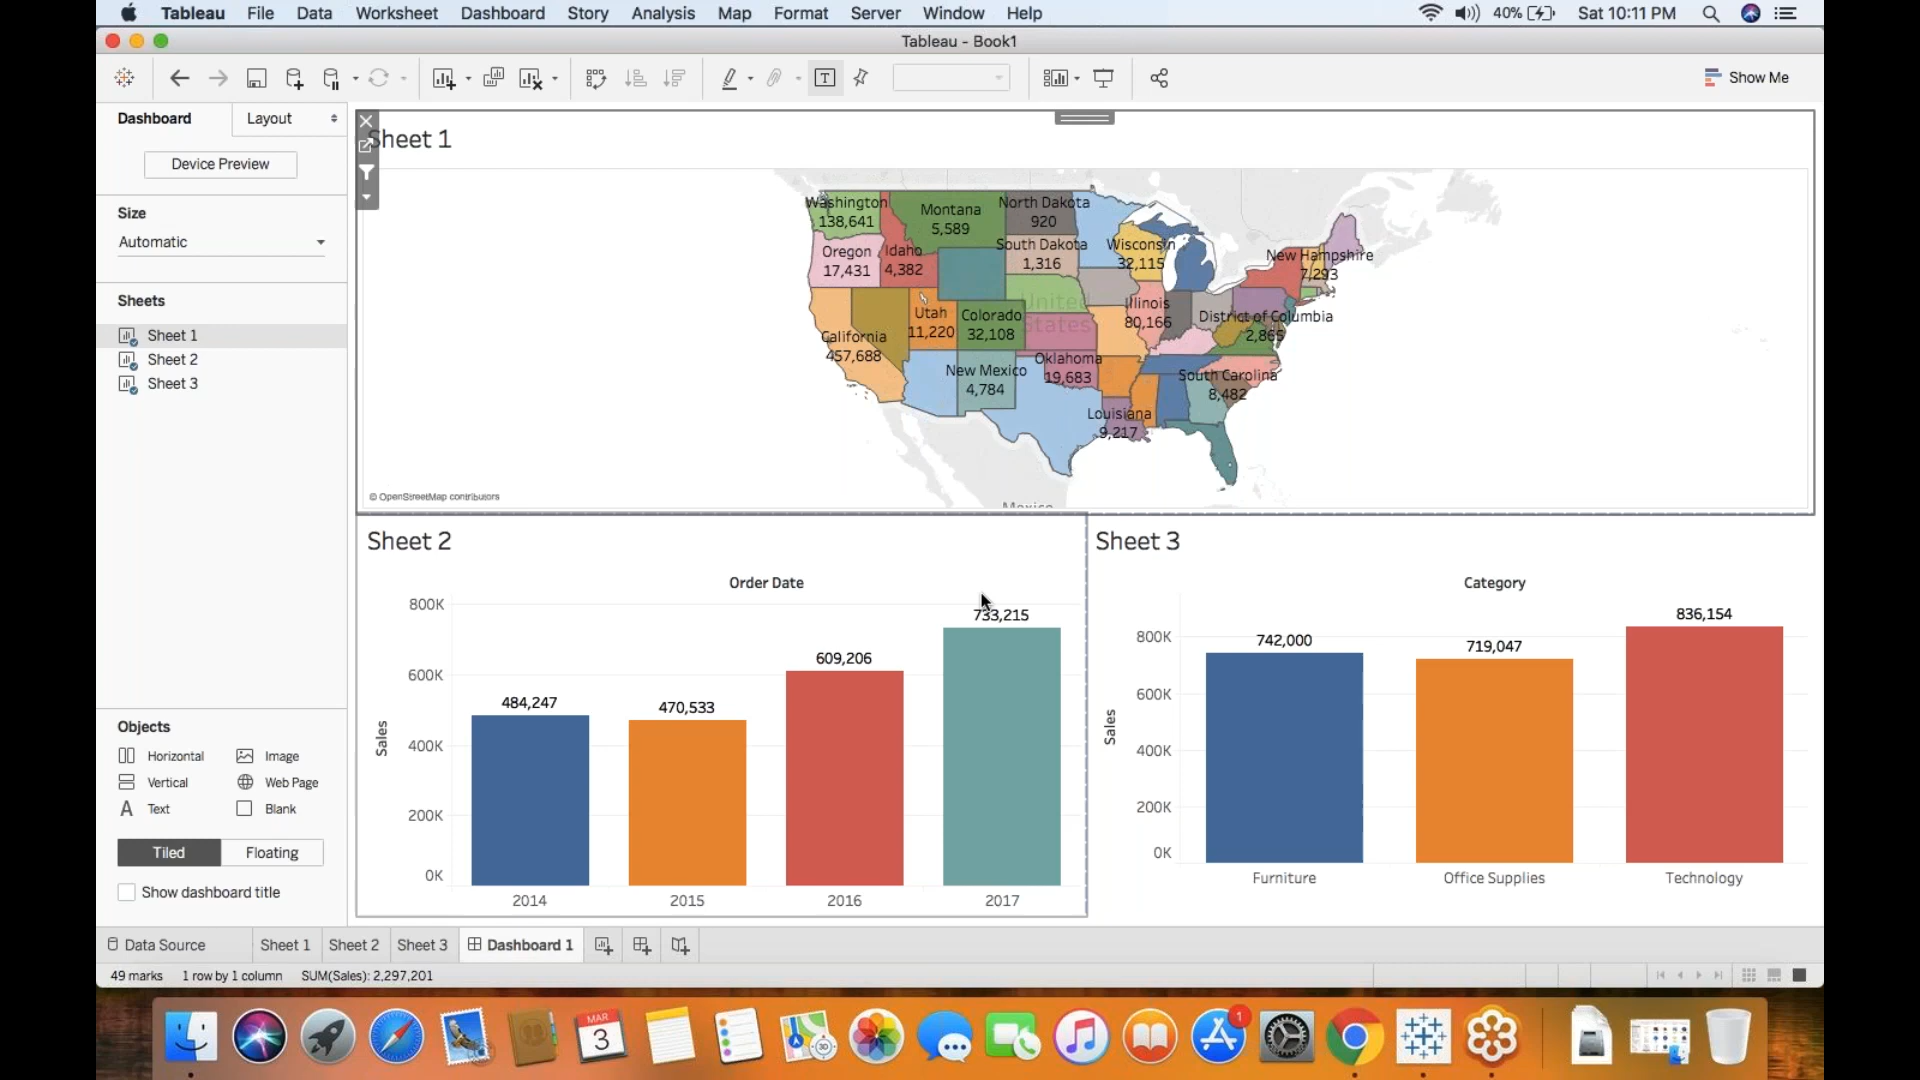 Tableau File Data Worksheet Dashboard Story Analysis Map Format Server Window Help 40% Sat 10:11 PM
Tableau - Book1
Show Me
Dashboard Layout
Device Preview
Size
Automatic
Sheets
Sheet 1
Sheet 2
Sheet 3
Objects
Horizontal Image
Vertical Web Page
A Text Blank
Tiled Floating
Show dashboard title
Sheet 1
Washington
138,641
Montana
5,589
North Dakota
920
Oregon
17,431
Idaho
4,382
South Dakota
1,316
Wisconsin
32,115
New Hampshire
7,293
United
States
Utah
11,220
Colorado
32,108
Illinois
80,166
District of Columbia
2,865
California
457,688
New Mexico
4,784
Oklahoma
19,683
South Carolina
8,482
Louisiana
9,217
Mexico
© OpenStreetMap contributors
Sheet 2
Order Date
800K
600K
400K
200K
0K
Sales
484,247
470,533
609,206
733,215
2014 2015 2016 2017
Sheet 3
Category
800K
600K
400K
200K
0K
Sales
742,000
719,047
836,154
Furniture Office Supplies Technology
Data Source Sheet 1 Sheet 2 Sheet 3 Dashboard 1
49 marks 1 row by 1 column SUM(Sales): 2,297,201
MAR
3
1